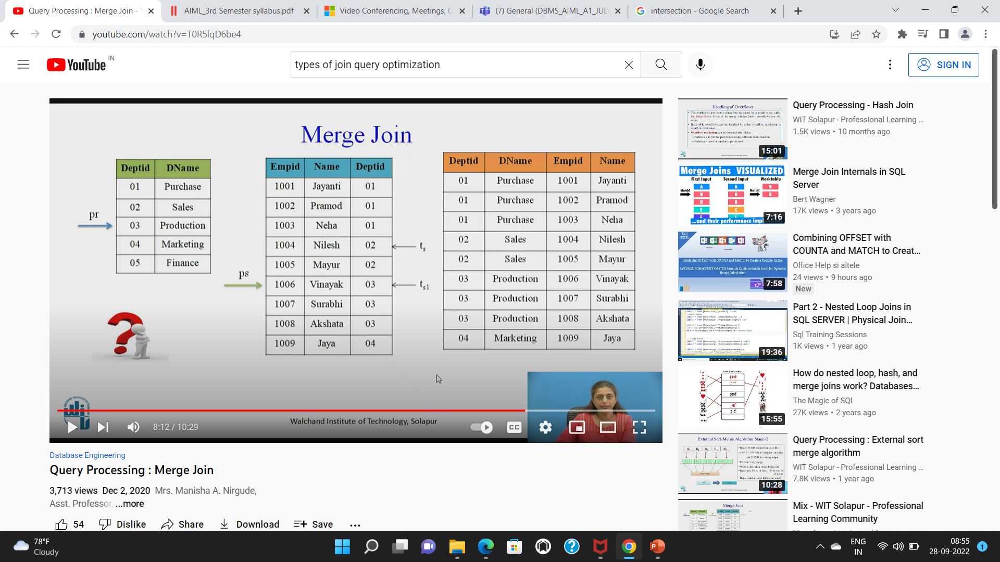 Query Processing : Merge Join -
AIML_3rd Semester syllabus.pdf
Video Conferencing, Meetings, C
(7) General (DBMS_AIML_A1_JULY
intersection - Google Search
youtube.com/watch?v=T0R5lqD6be4
YouTube IN
types of join query optimization
SIGN IN
Merge Join
Deptid DName
01 Purchase
02 Sales
03 Production
04 Marketing
05 Finance
pr
Empid Name Deptid
1001 Jayanti 01
1002 Pramod 01
1003 Neha 01
1004 Nilesh 02
1005 Mayur 02
1006 Vinayak 03
1007 Surabhi 03
1008 Akshata 03
1009 Jaya 04
ps
ts
ts1
Deptid DName Empid Name
01 Purchase 1001 Jayanti
01 Purchase 1002 Pramod
01 Purchase 1003 Neha
02 Sales 1004 Nilesh
02 Sales 1005 Mayur
03 Production 1006 Vinayak
03 Production 1007 Surabhi
03 Production 1008 Akshata
04 Marketing 1009 Jaya
Walchand Institute of Technology, Solapur
8:12 / 10:29
CC
Database Engineering
Query Processing : Merge Join
3,713 views Dec 2, 2020 Mrs. Manisha A. Nirgude,
Asst. Professor, ...more
54 Dislike Share Download Save ...
Handling of Overflows
15:01
Query Processing - Hash Join
WIT Solapur - Professional Learning ...
1.5K views • 10 months ago
Merge Joins VISUALIZED
First Input Second Input Worktable
Match!
Match!
...and their performance impl
7:16
Merge Join Internals in SQL
Server
Bert Wagner
17K views • 3 years ago
7:58
Combining OFFSET with
COUNTA and MATCH to Creat...
Office Help si altele
24 views • 9 hours ago
New
19:36
Part 2 - Nested Loop Joins in
SQL SERVER | Physical Join...
Sql Training Sessions
1K views • 1 year ago
15:55
How do nested loop, hash, and
merge joins work? Databases...
The Magic of SQL
27K views • 2 years ago
External Sort-Merge Algorithm Stage-2
10:28
Query Processing : External sort
merge algorithm
WIT Solapur - Professional Learning ...
7.8K views • 1 year ago
Merge Join
Mix - WIT Solapur - Professional
Learning Community
78°F
Cloudy
ENG
IN
08:55
28-09-2022
1